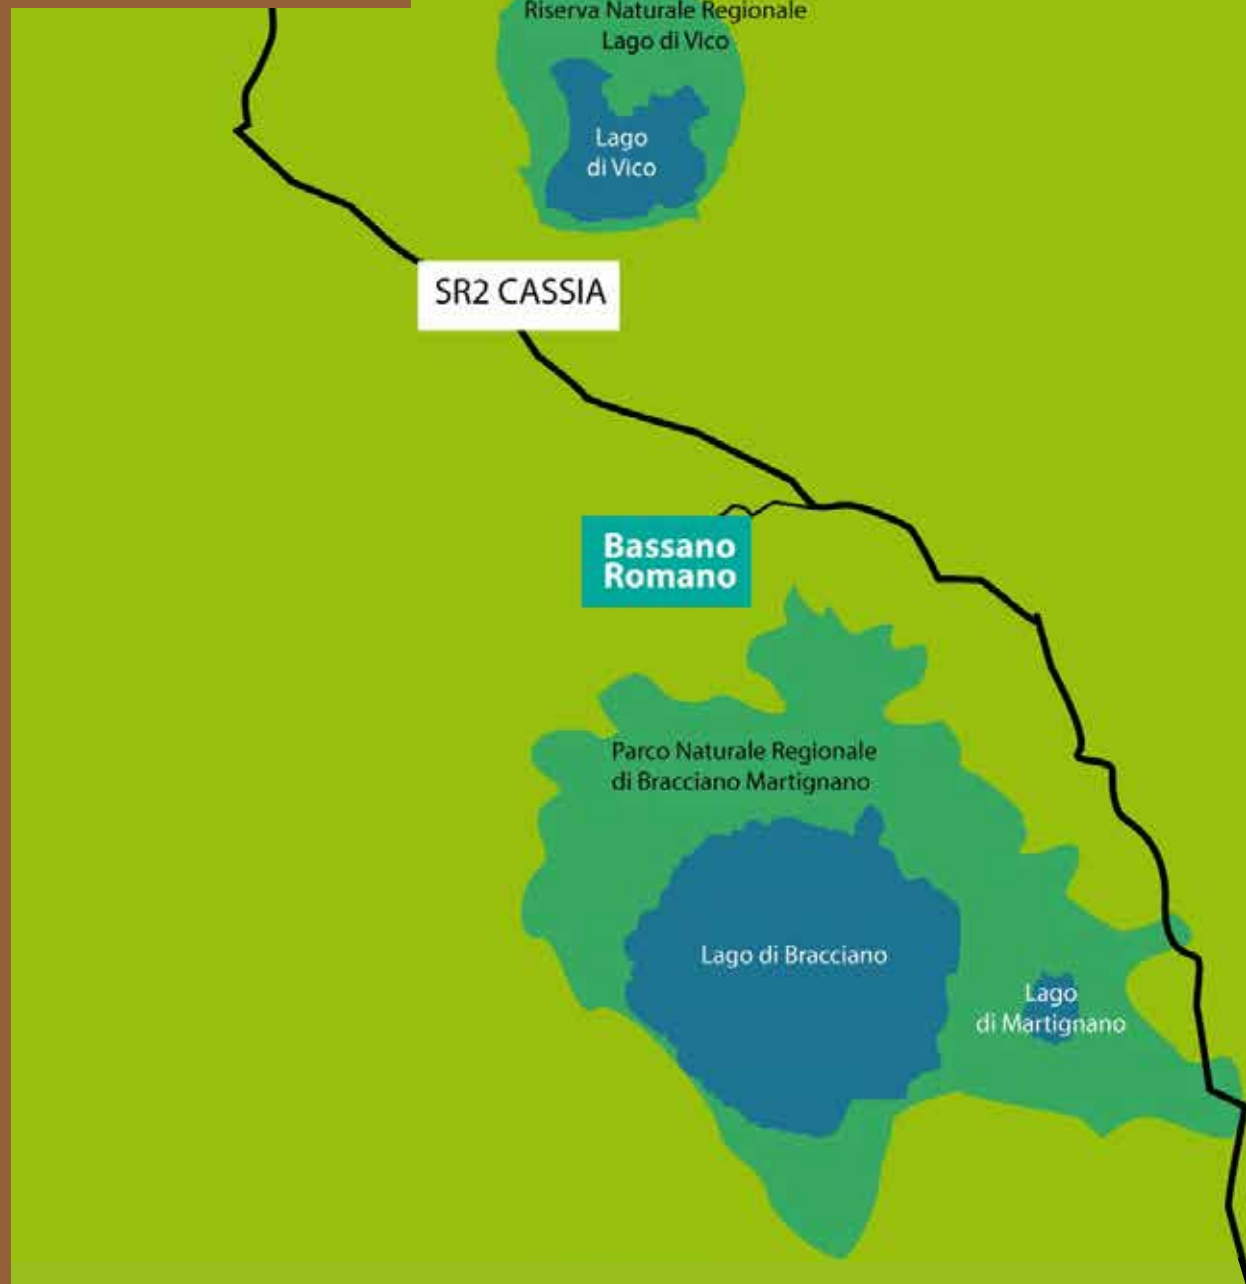 Riserva Naturale Regionale
Lago di Vico
Lago
di Vico
SR2 CASSIA
Bassano
Romano
Parco Naturale Regionale
di Bracciano Martignano
Lago di Bracciano
Lago
di Martignano